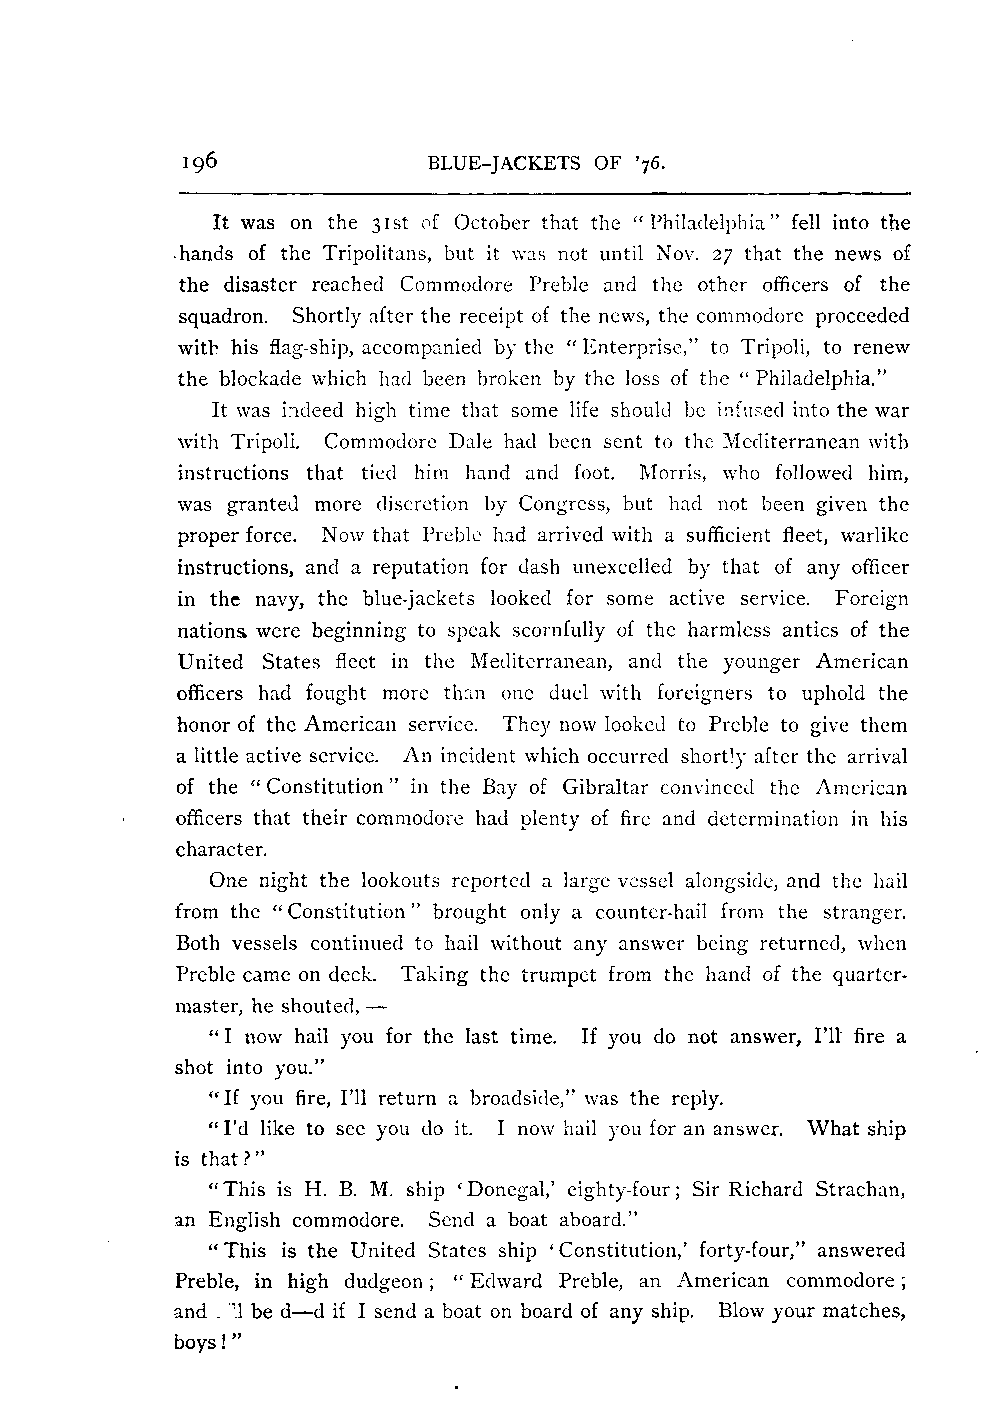 196 BLUE-JACKETS OF '76.
It was on the 31st of October that the "Philadelphia" fell into the
hands of the Tripolitans, but it was not until Nov. 27 that the news of
the disaster reached Commodore Preble and the other officers of the
squadron. Shortly after the receipt of the news, the commodore proceeded
with his flag-ship, accompanied by the "Enterprise," to Tripoli, to renew
the blockade which had been broken by the loss of the "Philadelphia."
It was indeed high time that some life should be infused into the war
with Tripoli. Commodore Dale had been sent to the Mediterranean with
instructions that tied him hand and foot. Morris, who followed him,
was granted more discretion by Congress, but had not been given the
proper force. Now that Preble had arrived with a sufficient fleet, warlike
instructions, and a reputation for dash unexcelled by that of any officer
in the navy, the blue-jackets looked for some active service. Foreign
nations were beginning to speak scornfully of the harmless antics of the
United States fleet in the Mediterranean, and the younger American
officers had fought more than one duel with foreigners to uphold the
honor of the American service. They now looked to Preble to give them
a little active service. An incident which occurred shortly after the arrival
of the "Constitution" in the Bay of Gibraltar convinced the American
officers that their commodore had plenty of fire and determination in his
character.
One night the lookouts reported a large vessel alongside, and the hail
from the "Constitution" brought only a counter-hail from the stranger.
Both vessels continued to hail without any answer being returned, when
Preble came on deck. Taking the trumpet from the hand of the quarter-
master, he shouted, —
"I now hail you for the last time. If you do not answer, I'll fire a
shot into you."
"If you fire, I'll return a broadside," was the reply.
"I'd like to see you do it. I now hail you for an answer. What ship
is that?"
"This is H. B. M. ship 'Donegal,' eighty-four; Sir Richard Strachan,
an English commodore. Send a boat aboard."
"This is the United States ship 'Constitution,' forty-four," answered
Preble, in high dudgeon; "Edward Preble, an American commodore;
and be d—d if I send a boat on board of any ship. Blow your matches,
boys!"